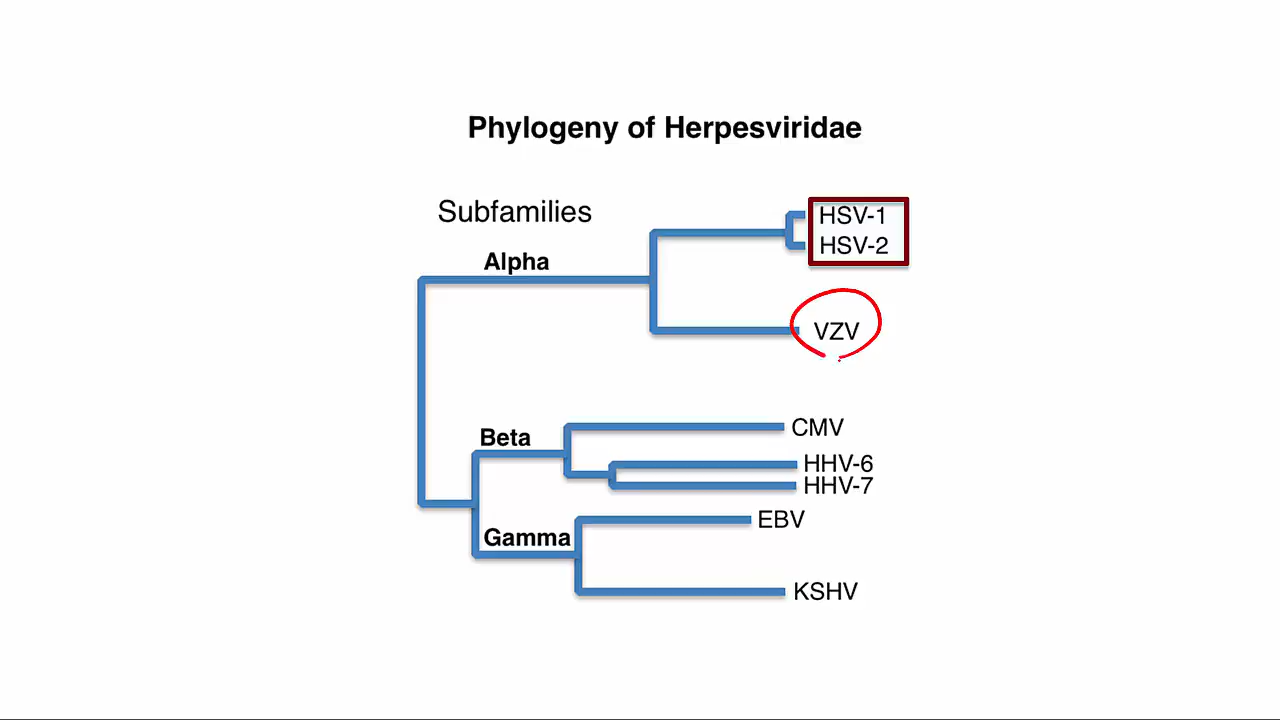 Phylogeny of Herpesviridae
Subfamilies
Alpha
HSV-1
HSV-2
VZV
Beta
CMV
HHV-6
HHV-7
Gamma
EBV
KSHV